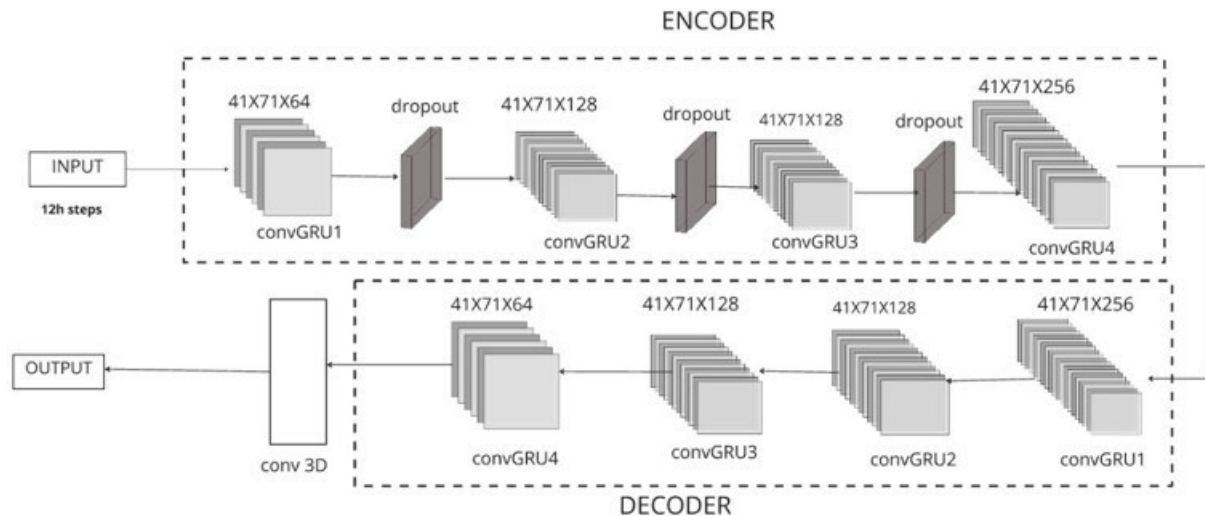 ENCODER
41X71X64
dropout
41X71X128
dropout
41X71X128
dropout
41X71X256
INPUT
12h steps
convGRU1
convGRU2
convGRU3
convGRU4
41X71X64
41X71X128
41X71X128
41X71X256
OUTPUT
conv 3D
convGRU4
convGRU3
convGRU2
convGRU1
DECODER